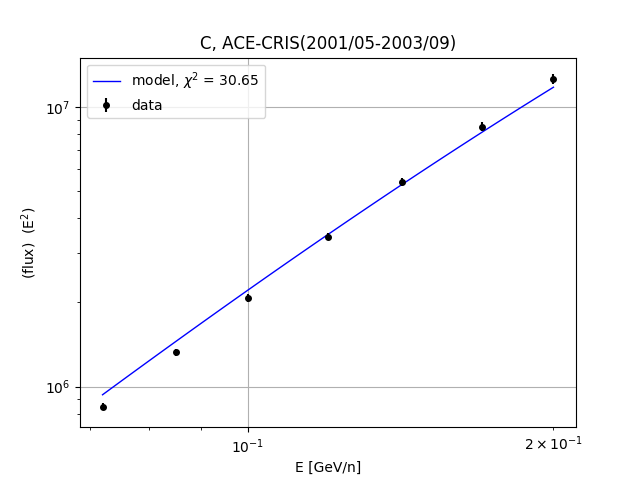 C, ACE-CRIS(2001/05-2003/09)
model, χ² = 30.65
data
10⁷
(flux) (E²)
10⁶
10⁻¹
2 × 10⁻¹
E [GeV/n]